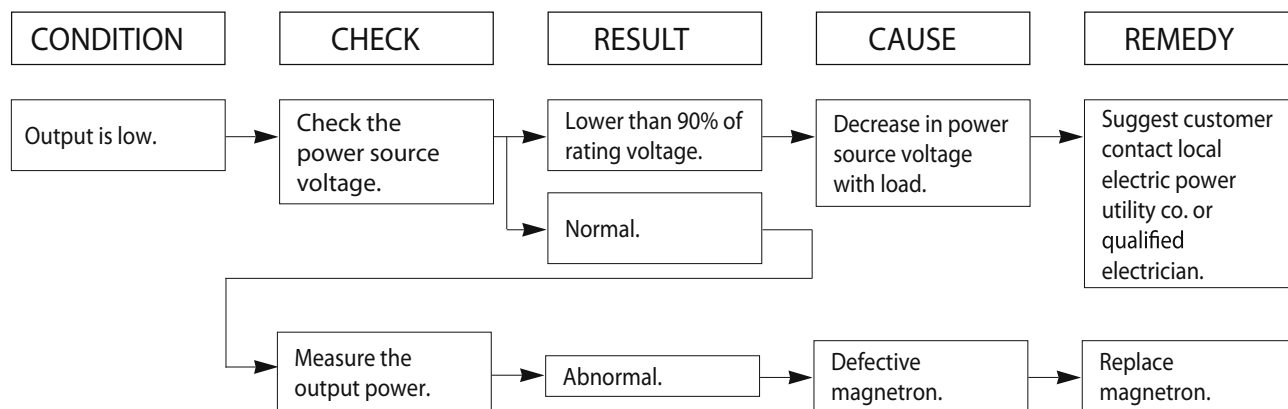 CONDITION
CHECK
RESULT
CAUSE
REMEDY
Output is low.
Check the
power source
voltage.
Lower than 90% of
rating voltage.
Decrease in power
source voltage
with load.
Suggest customer
contact local
electric power
utility co. or
qualified
electrician.
Normal.
Measure the
output power.
Abnormal.
Defective
magnetron.
Replace
magnetron.